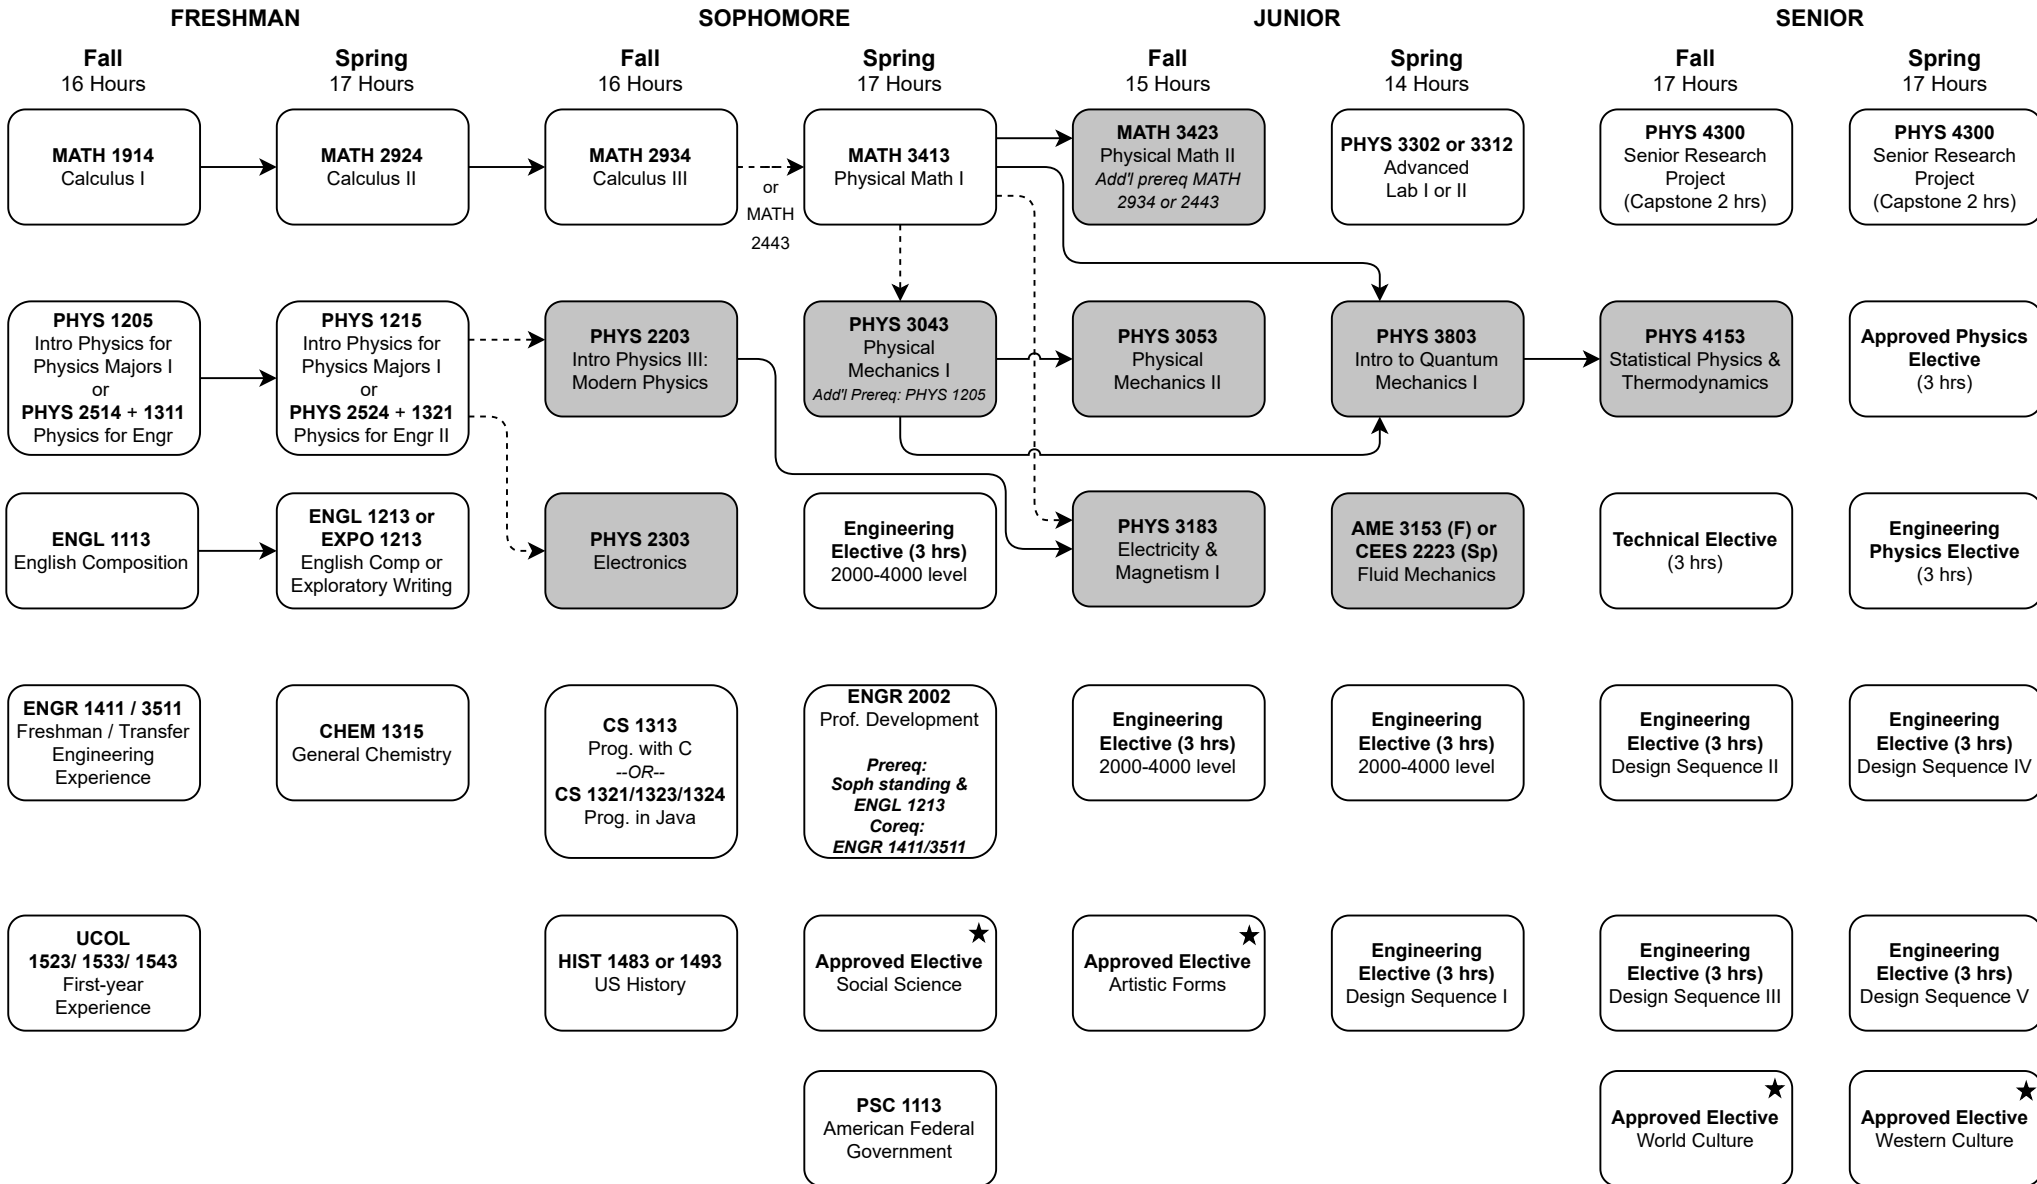 FRESHMAN
SOPHOMORE
JUNIOR
SENIOR
Fall
16 Hours
Spring
17 Hours
Fall
16 Hours
Spring
17 Hours
Fall
15 Hours
Spring
14 Hours
Fall
17 Hours
Spring
17 Hours
MATH 1914
Calculus I
MATH 2924
Calculus II
MATH 2934
Calculus III
or
MATH
2443
MATH 3413
Physical Math I
MATH 3423
Physical Math II
Add'l prereq MATH
2934 or 2443
PHYS 3302 or 3312
Advanced
Lab I or II
PHYS 4300
Senior Research
Project
(Capstone 2 hrs)
PHYS 4300
Senior Research
Project
(Capstone 2 hrs)
PHYS 1205
Intro Physics for
Physics Majors I
or
PHYS 2514 + 1311
Physics for Engr
PHYS 1215
Intro Physics for
Physics Majors I
or
PHYS 2524 + 1321
Physics for Engr II
PHYS 2203
Intro Physics III:
Modern Physics
PHYS 3043
Physical
Mechanics I
Add'l Prereq: PHYS 1205
PHYS 3053
Physical
Mechanics II
PHYS 3803
Intro to Quantum
Mechanics I
PHYS 4153
Statistical Physics &
Thermodynamics
Approved Physics
Elective
(3 hrs)
ENGL 1113
English Composition
ENGL 1213 or
EXPO 1213
English Comp or
Exploratory Writing
PHYS 2303
Electronics
Engineering
Elective (3 hrs)
2000-4000 level
PHYS 3183
Electricity &
Magnetism I
AME 3153 (F) or
CEES 2223 (Sp)
Fluid Mechanics
Technical Elective
(3 hrs)
Engineering
Physics Elective
(3 hrs)
ENGR 1411 / 3511
Freshman / Transfer
Engineering
Experience
CHEM 1315
General Chemistry
CS 1313
Prog. with C
--OR--
CS 1321/1323/1324
Prog. in Java
ENGR 2002
Prof. Development
Prereq:
Soph standing &
ENGL 1213
Coreq:
ENGR 1411/3511
Engineering
Elective (3 hrs)
2000-4000 level
Engineering
Elective (3 hrs)
2000-4000 level
Engineering
Elective (3 hrs)
Design Sequence II
Engineering
Elective (3 hrs)
Design Sequence IV
UCOL
1523/ 1533/ 1543
First-year
Experience
HIST 1483 or 1493
US History
Approved Elective
Social Science
Approved Elective
Artistic Forms
Engineering
Elective (3 hrs)
Design Sequence I
Engineering
Elective (3 hrs)
Design Sequence III
Engineering
Elective (3 hrs)
Design Sequence V
PSC 1113
American Federal
Government
Approved Elective
World Culture
Approved Elective
Western Culture